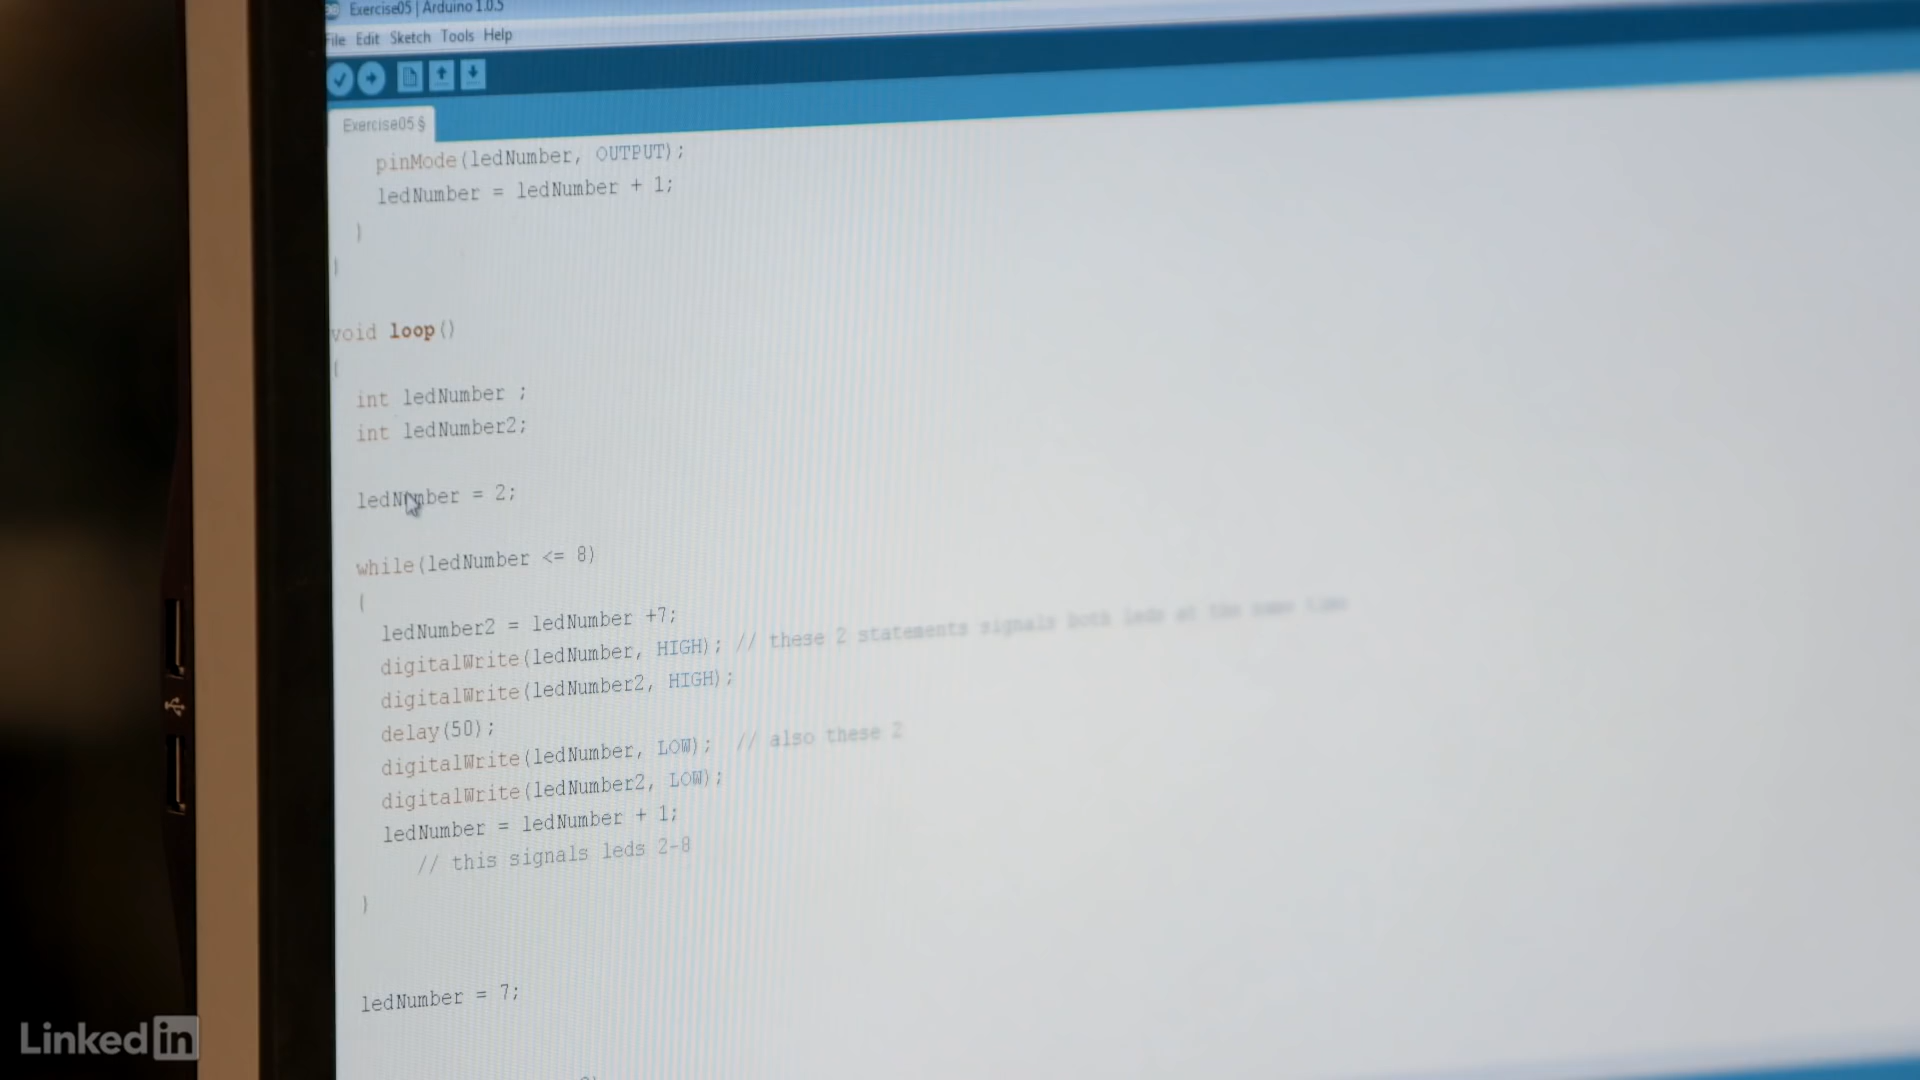 Exercise05 | Arduino 1.0.5
File Edit Sketch Tools Help
Exercise05 §
pinMode(ledNumber, OUTPUT);
ledNumber = ledNumber + 1;
}
}
void loop()
{
int ledNumber ;
int ledNumber2;
ledNumber = 2;
while(ledNumber <= 8)
{
ledNumber2 = ledNumber +7;
digitalWrite(ledNumber, HIGH); // these 2 statements signals both leds at the same time
digitalWrite(ledNumber2, HIGH);
delay(50);
digitalWrite(ledNumber, LOW); // also these 2
digitalWrite(ledNumber2, LOW);
ledNumber = ledNumber + 1;
// this signals leds 2-8
}
ledNumber = 7;
LinkedIn